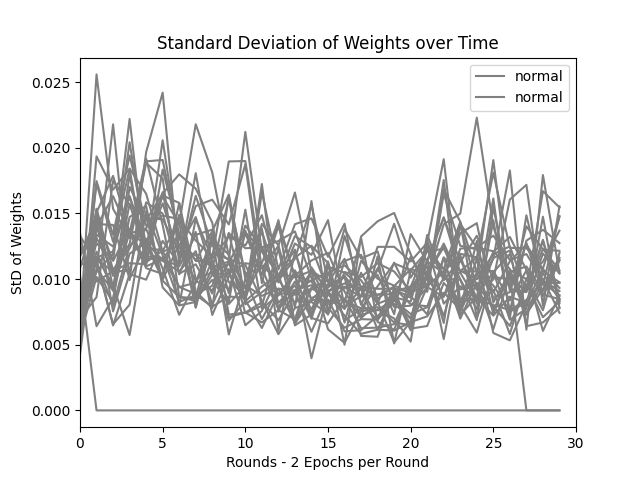 Standard Deviation of Weights over Time
normal
normal
StD of Weights
0.025
0.020
0.015
0.010
0.005
0.000
0 5 10 15 20 25 30
Rounds - 2 Epochs per Round